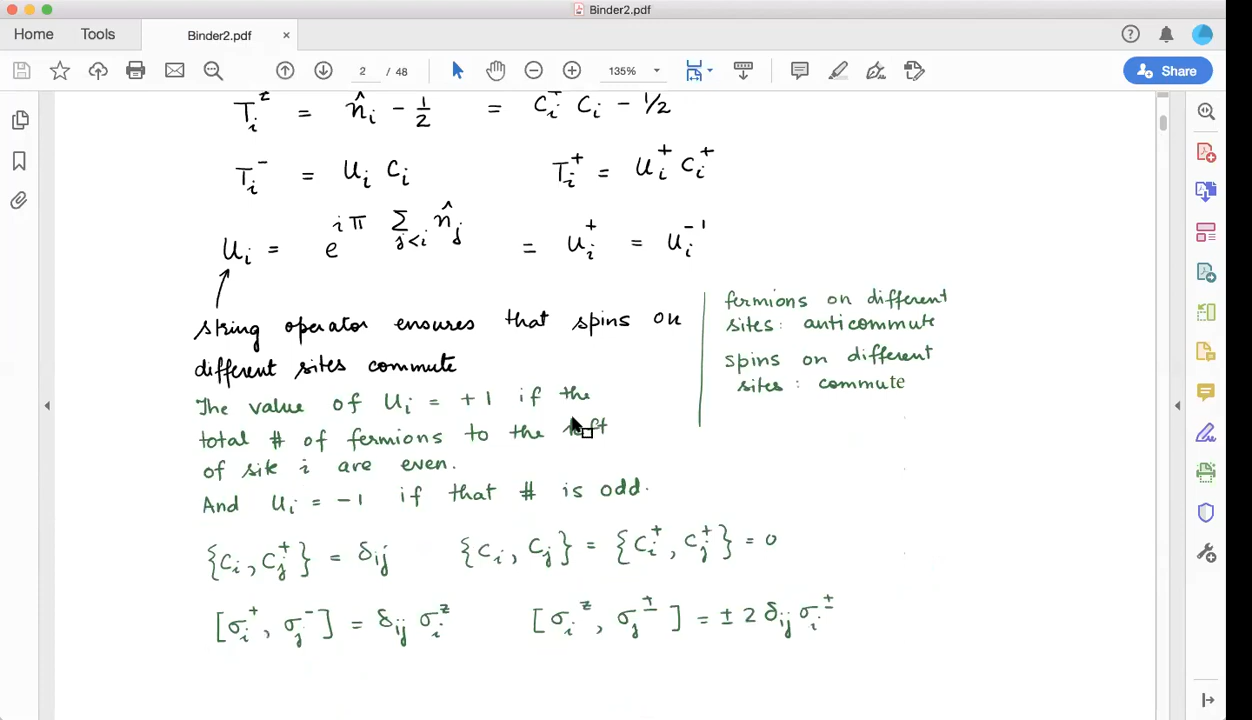 Binder2.pdf
Home Tools Binder2.pdf ×
2 / 48 135% Share
T_i^z = n̂_i - 1/2 = c_i^+ c_i - 1/2
T_i^- = u_i c_i T_i^+ = u_i^+ c_i^+
u_i = e^{iπ Σ_{j<i} n̂_j} = u_i^+ = u_i^{-1}
string operator ensures that spins on
different sites commute
fermions on different
sites: anticommute
spins on different
sites: commute
The value of u_i = +1 if the
total # of fermions to the left
of site i are even.
And u_i = -1 if that # is odd.
{c_i, c_j^+} = δ_ij {c_i, c_j} = {c_i^+, c_j^+} = 0
[σ_i^+, σ_j^-] = δ_ij σ_i^z [σ_i^z, σ_j^±] = ± 2 δ_ij σ_i^±